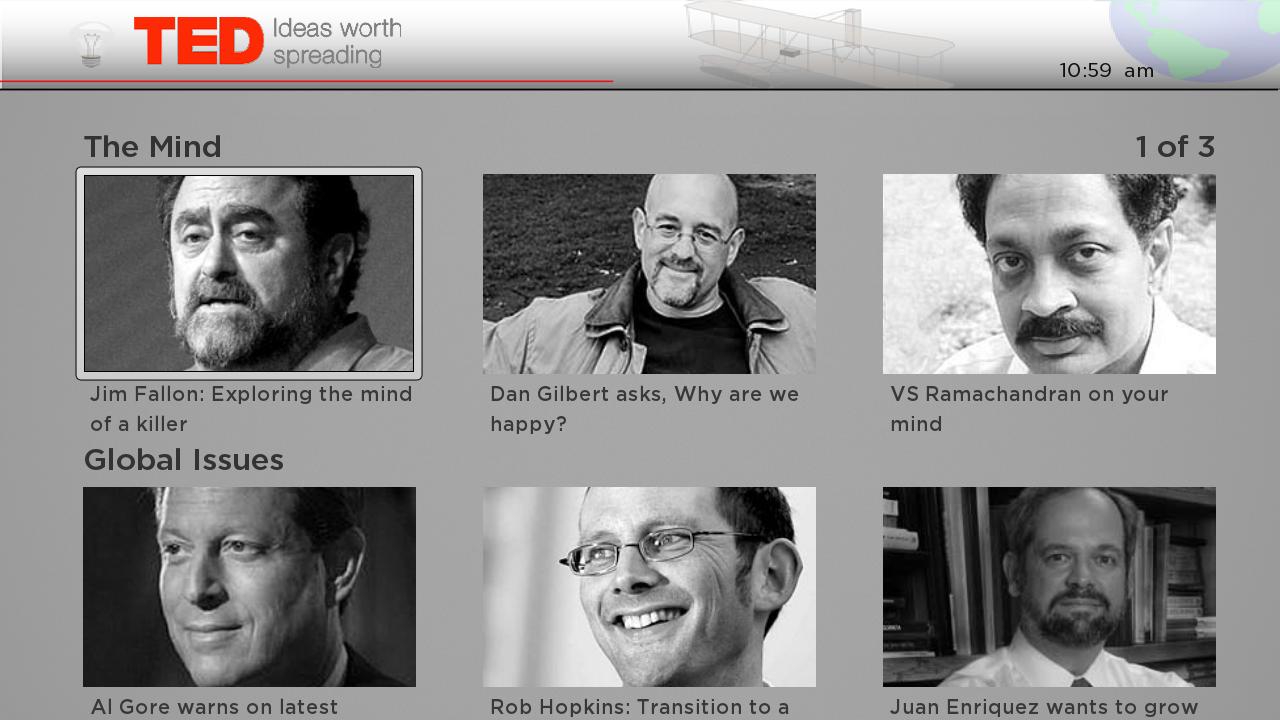 TED Ideas worth
spreading
10:59 am
The Mind
1 of 3
Jim Fallon: Exploring the mind
of a killer
Dan Gilbert asks, Why are we
happy?
VS Ramachandran on your
mind
Global Issues
Al Gore warns on latest
Rob Hopkins: Transition to a
Juan Enriquez wants to grow